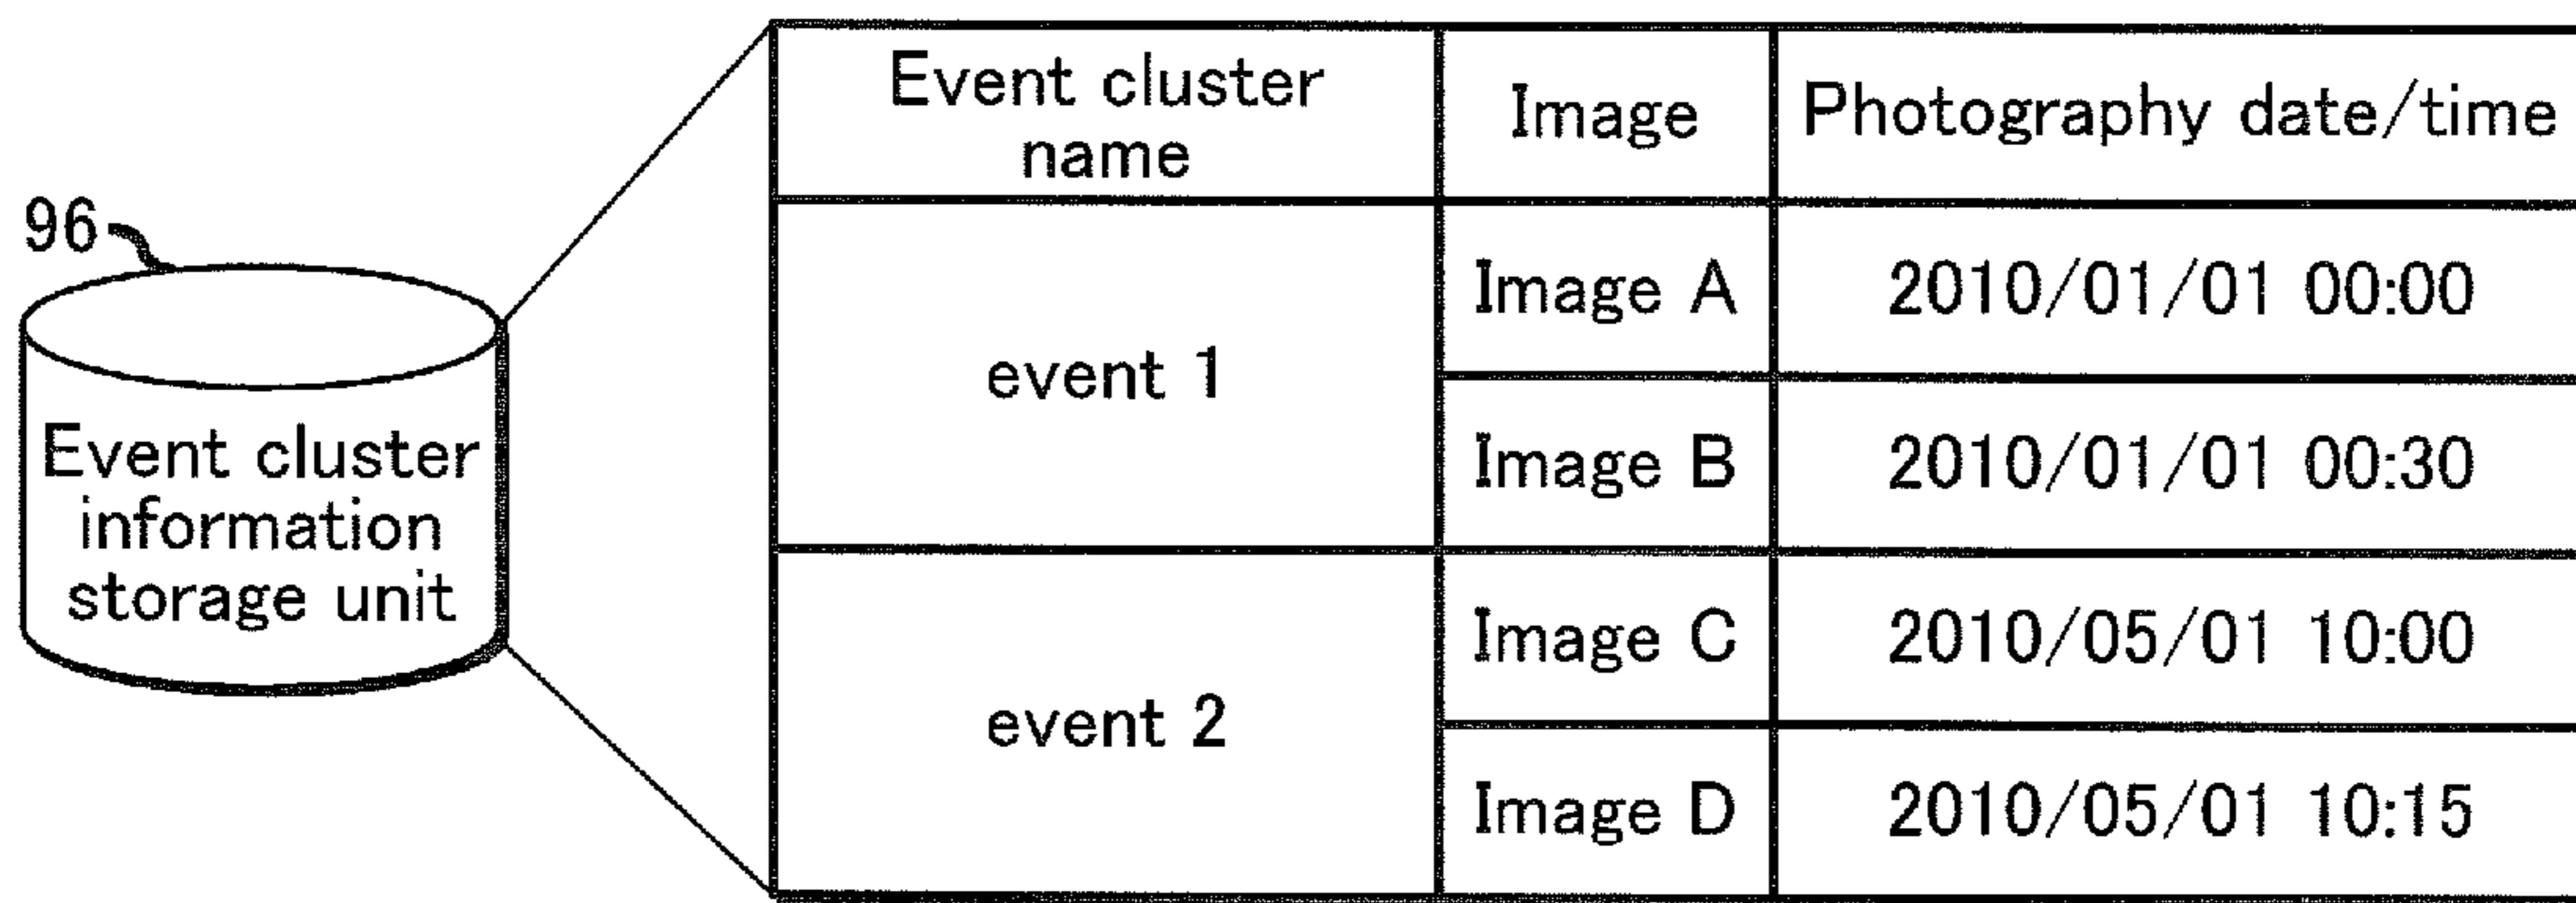 96
Event cluster
information
storage unit
Event cluster
name
Image
Photography date/time
event 1
Image A
2010/01/01 00:00
Image B
2010/01/01 00:30
event 2
Image C
2010/05/01 10:00
Image D
2010/05/01 10:15